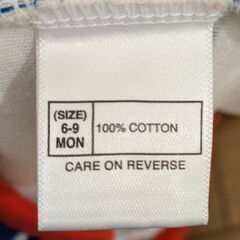 (SIZE)
6-9
MON
100% COTTON
CARE ON REVERSE